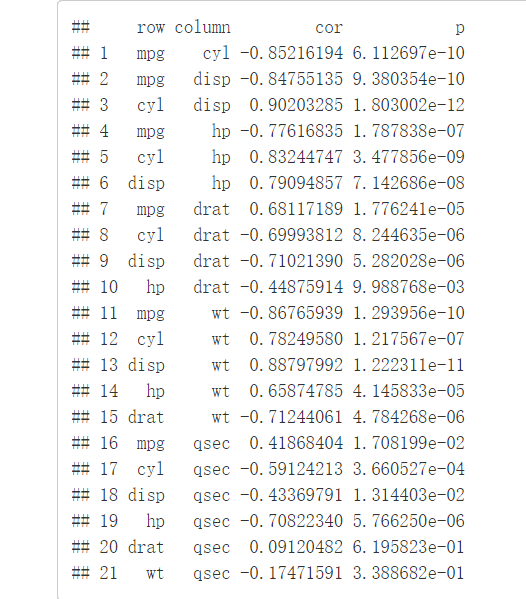 ##     row column         cor            p
## 1   mpg    cyl -0.85216194 6.112697e-10
## 2   mpg   disp -0.84755135 9.380354e-10
## 3   cyl   disp  0.90203285 1.803002e-12
## 4   mpg     hp -0.77616835 1.787838e-07
## 5   cyl     hp  0.83244747 3.477856e-09
## 6  disp     hp  0.79094857 7.142686e-08
## 7   mpg   drat  0.68117189 1.776241e-05
## 8   cyl   drat -0.69993812 8.244635e-06
## 9  disp   drat -0.71021390 5.282028e-06
## 10   hp   drat -0.44875914 9.988768e-03
## 11  mpg     wt -0.86765939 1.293956e-10
## 12  cyl     wt  0.78249580 1.217567e-07
## 13 disp     wt  0.88797992 1.222311e-11
## 14   hp     wt  0.65874785 4.145833e-05
## 15 drat     wt -0.71244061 4.784268e-06
## 16  mpg   qsec  0.41868404 1.708199e-02
## 17  cyl   qsec -0.59124213 3.660527e-04
## 18 disp   qsec -0.43369791 1.314403e-02
## 19   hp   qsec -0.70822340 5.766250e-06
## 20 drat   qsec  0.09120482 6.195823e-01
## 21   wt   qsec -0.17471591 3.388682e-01